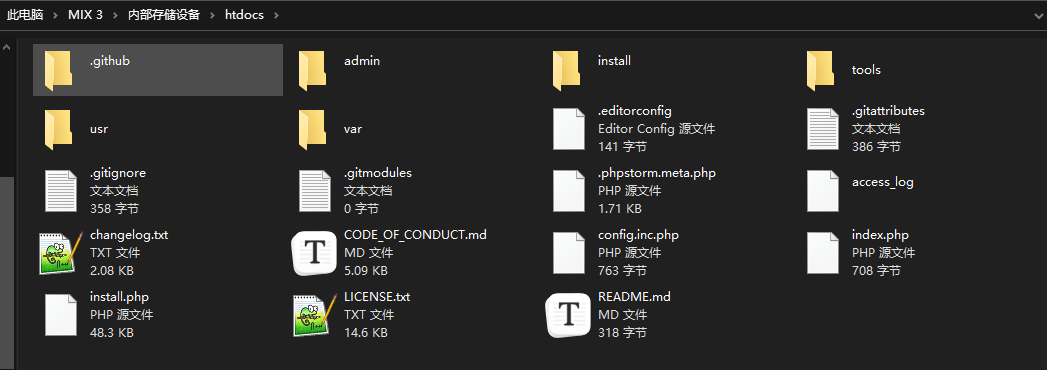 此电脑 > MIX 3 > 内部存储设备 > htdocs >
.github
admin
install
tools
usr
var
.editorconfig
Editor Config 源文件
141 字节
.gitattributes
文本文档
386 字节
.gitignore
文本文档
358 字节
.gitmodules
文本文档
0 字节
.phpstorm.meta.php
PHP 源文件
1.71 KB
access_log
changelog.txt
TXT 文件
2.08 KB
CODE_OF_CONDUCT.md
MD 文件
5.09 KB
config.inc.php
PHP 源文件
763 字节
index.php
PHP 源文件
708 字节
install.php
PHP 源文件
48.3 KB
LICENSE.txt
TXT 文件
14.6 KB
README.md
MD 文件
318 字节